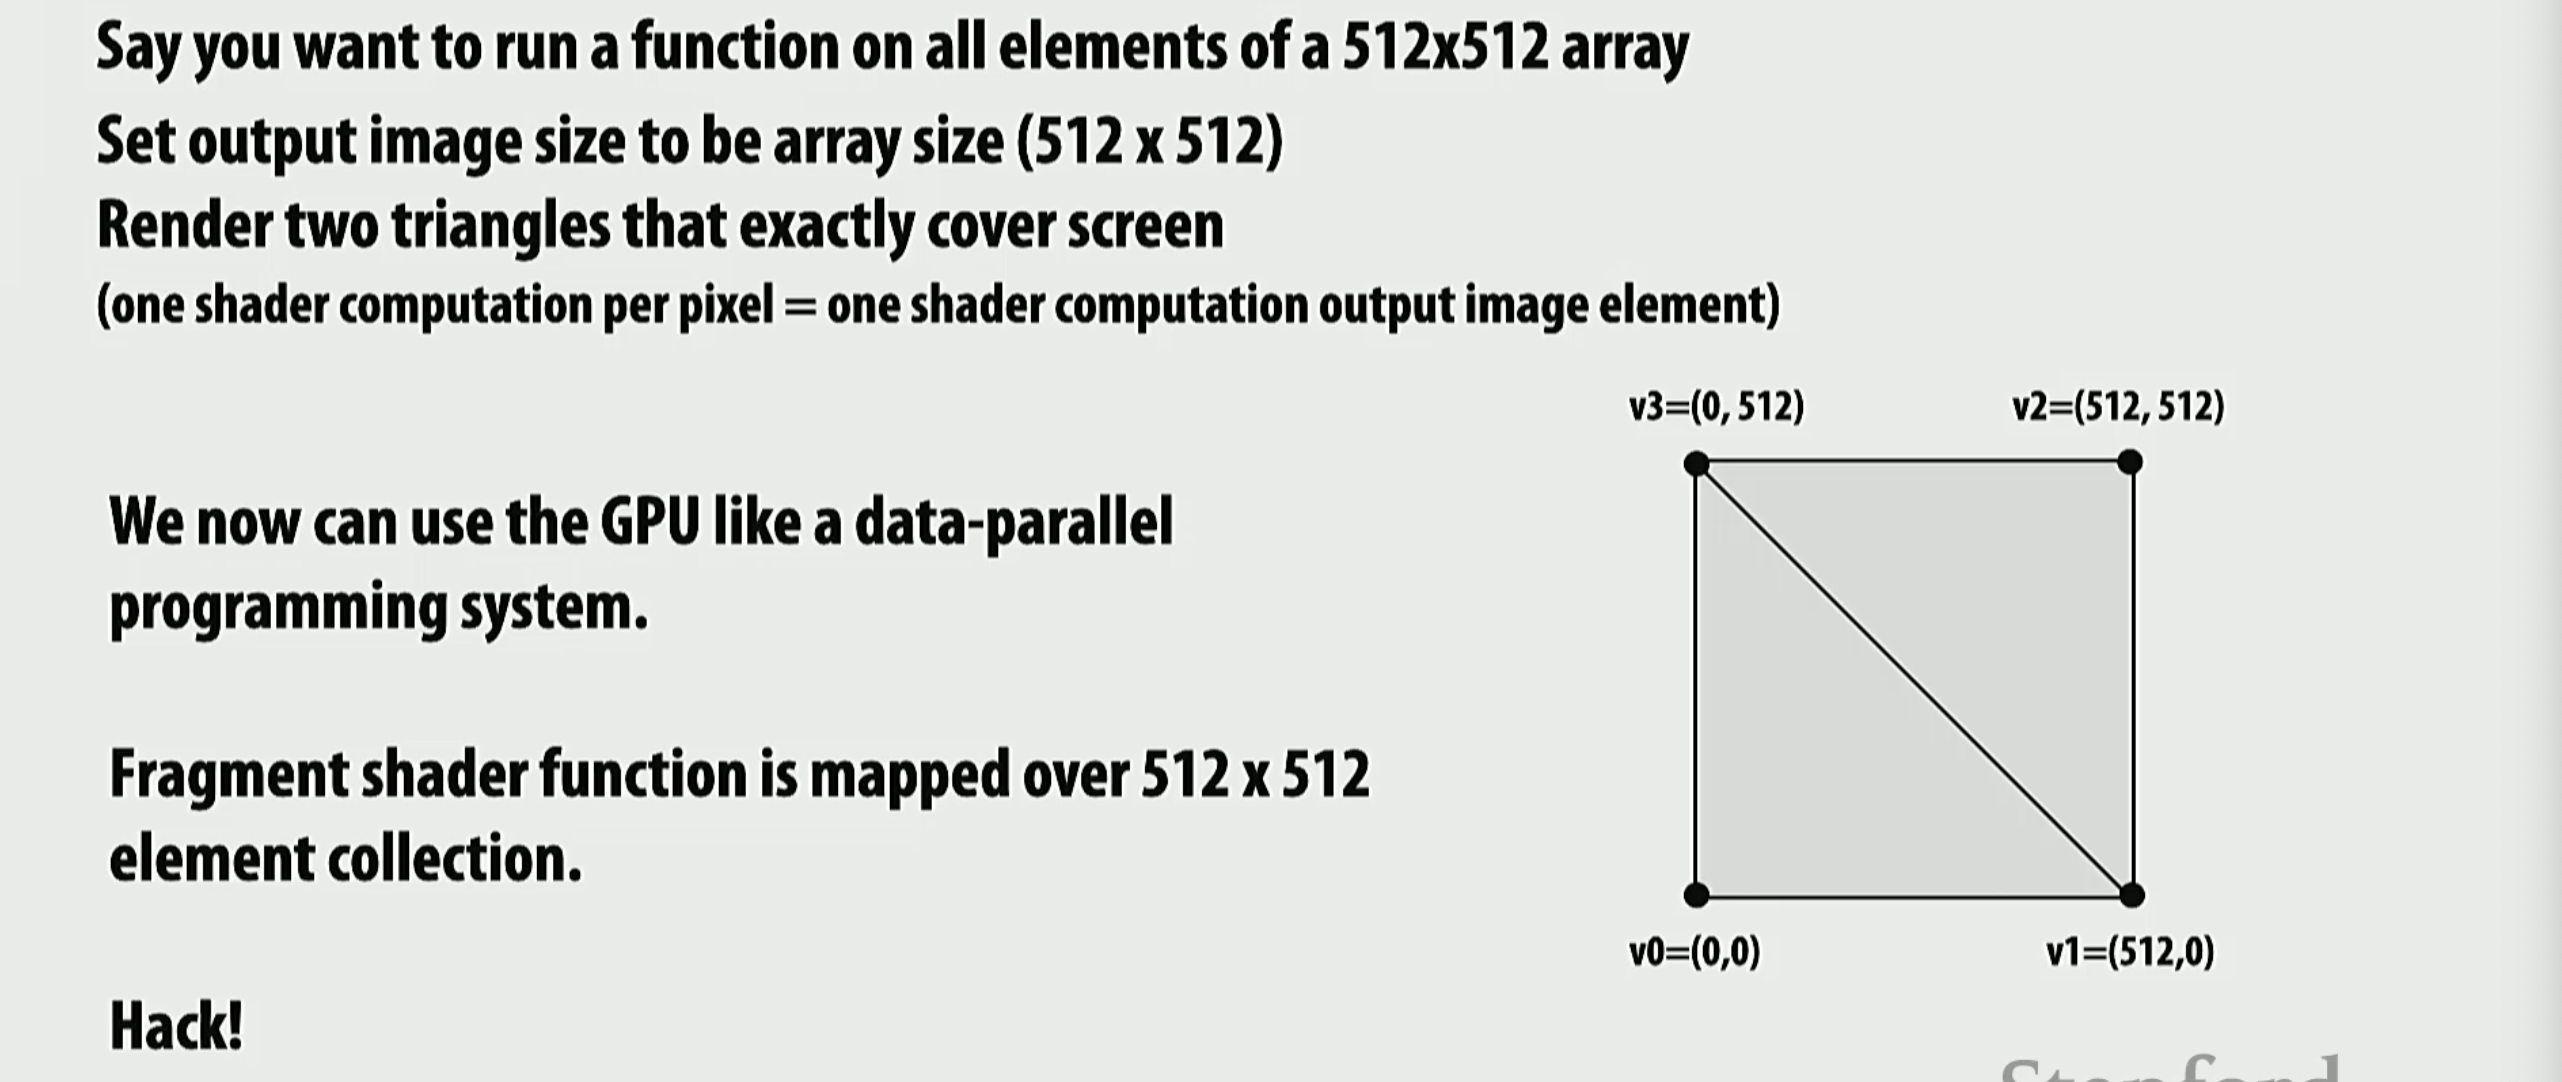 Say you want to run a function on all elements of a 512x512 array
Set output image size to be array size (512 x 512)
Render two triangles that exactly cover screen
(one shader computation per pixel = one shader computation output image element)
v3=(0, 512)
v2=(512, 512)
We now can use the GPU like a data-parallel
programming system.
Fragment shader function is mapped over 512 x 512
element collection.
v0=(0,0)
v1=(512,0)
Hack!
Stanford